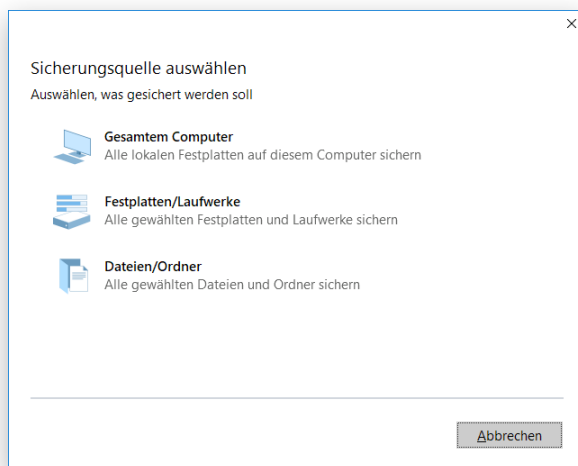 Sicherungsquelle auswählen
Auswählen, was gesichert werden soll
Gesamtem Computer
Alle lokalen Festplatten auf diesem Computer sichern
Festplatten/Laufwerke
Alle gewählten Festplatten und Laufwerke sichern
Dateien/Ordner
Alle gewählten Dateien und Ordner sichern
Abbrechen